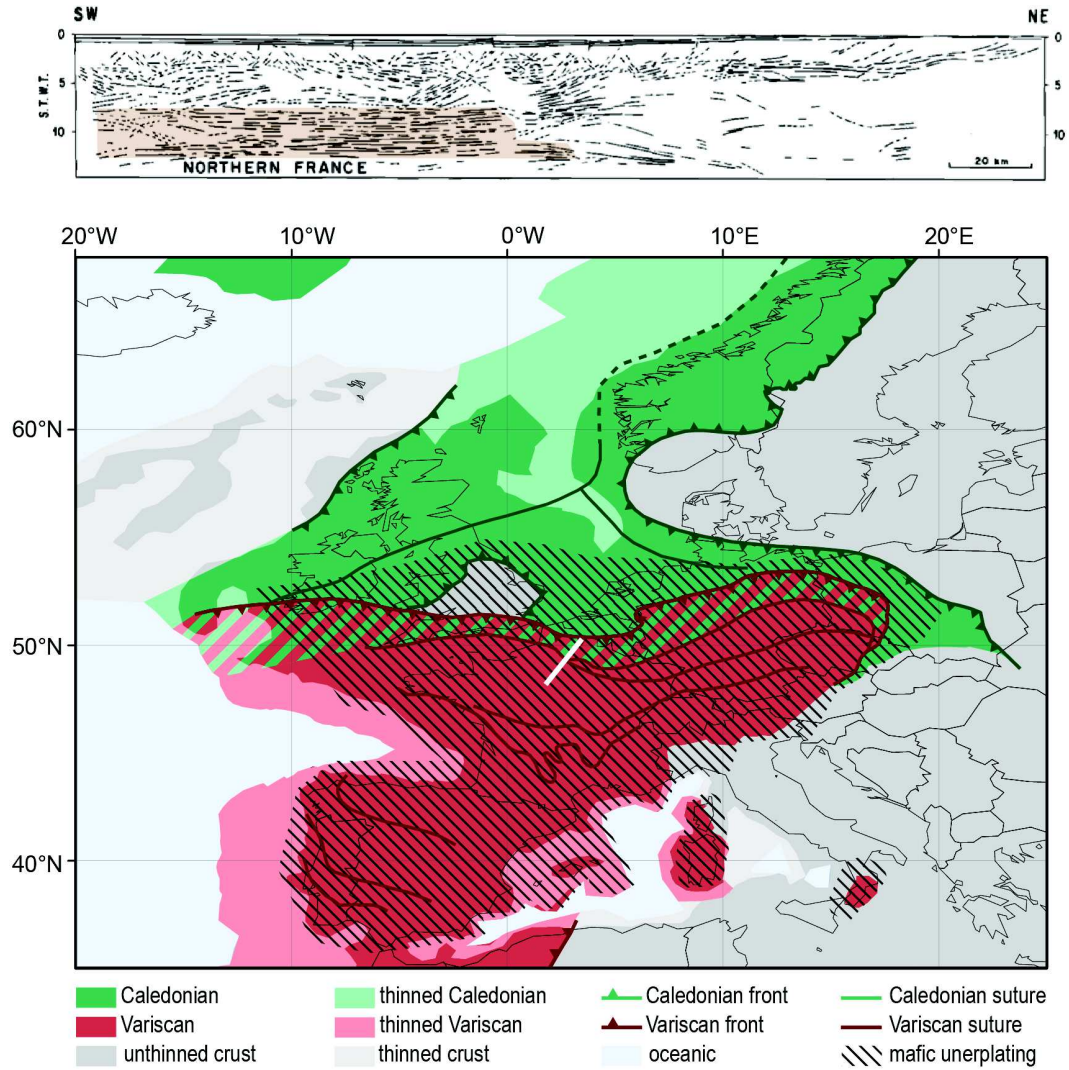 SW NE
0 0
5 5
S.T.W.T.
10 10
NORTHERN FRANCE
20 km
20°W 10°W 0°W 10°E 20°E
60°N
50°N
40°N
Caledonian thinned Caledonian Caledonian front Caledonian suture
Variscan thinned Variscan Variscan front Variscan suture
unthinned crust thinned crust oceanic mafic unerplating